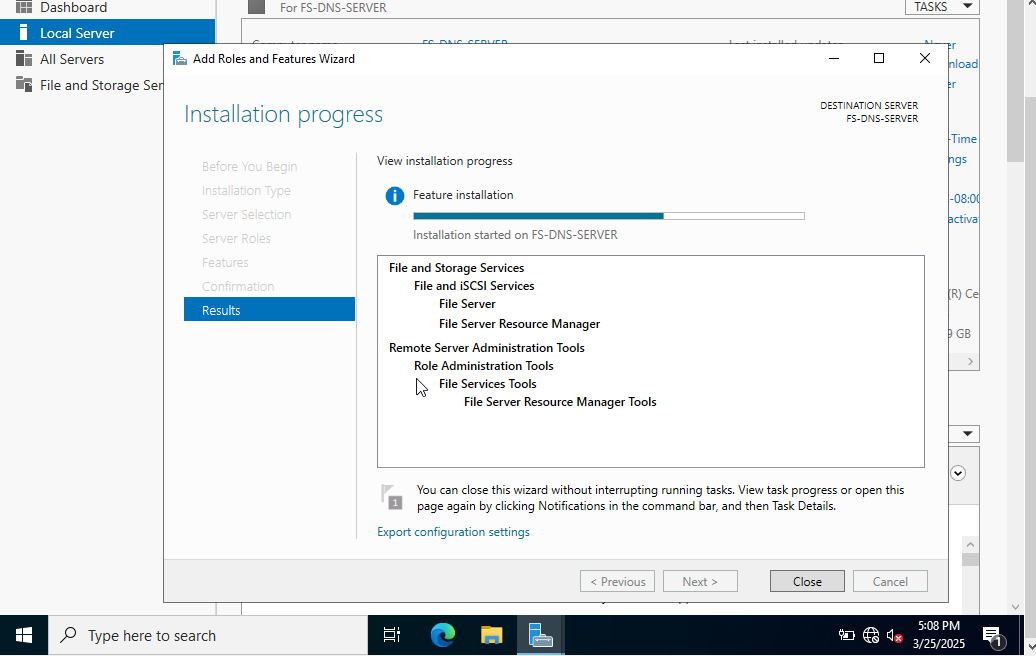 Dashboard
For FS-DNS-SERVER
TASKS
Local Server
All Servers
File and Storage Ser
Add Roles and Features Wizard
Installation progress
DESTINATION SERVER
FS-DNS-SERVER
Before You Begin
Installation Type
Server Selection
Server Roles
Features
Confirmation
Results
View installation progress
Feature installation
Installation started on FS-DNS-SERVER
File and Storage Services
File and iSCSI Services
File Server
File Server Resource Manager
Remote Server Administration Tools
Role Administration Tools
File Services Tools
File Server Resource Manager Tools
1
You can close this wizard without interrupting running tasks. View task progress or open this
page again by clicking Notifications in the command bar, and then Task Details.
Export configuration settings
< Previous
Next >
Close
Cancel
-Time
ngs
-08:00
(R) Ce
9 GB
Type here to search
5:08 PM
3/25/2025
1